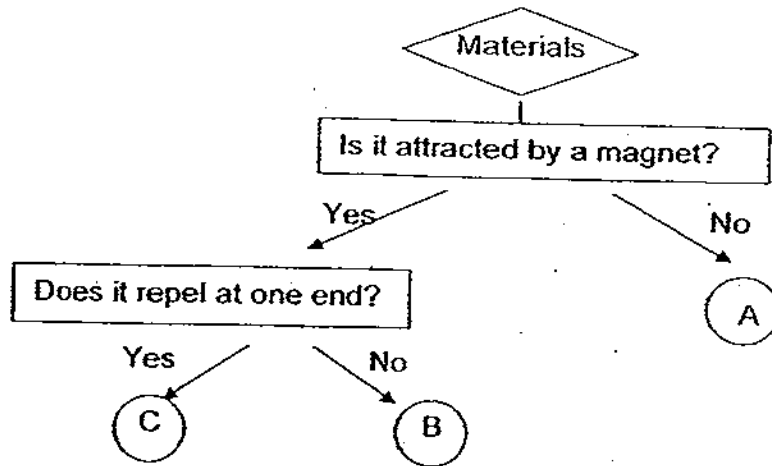 Materials
Is it attracted by a magnet?
Yes
No
Does it repel at one end?
A
Yes
No
C
B